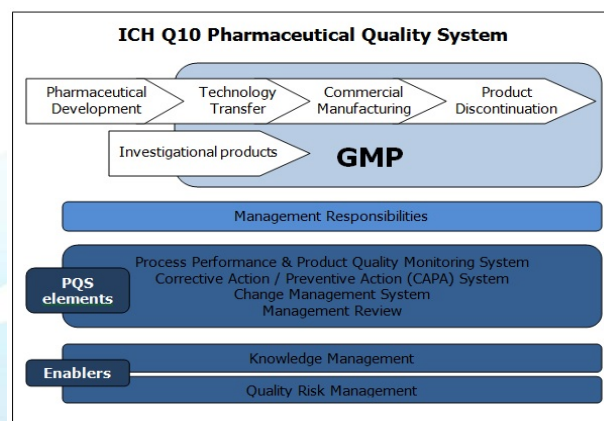 ICH Q10 Pharmaceutical Quality System
Pharmaceutical
Development
Technology
Transfer
Commercial
Manufacturing
Product
Discontinuation
Investigational products
GMP
Management Responsibilities
PQS
elements
Process Performance & Product Quality Monitoring System
Corrective Action / Preventive Action (CAPA) System
Change Management System
Management Review
Enablers
Knowledge Management
Quality Risk Management